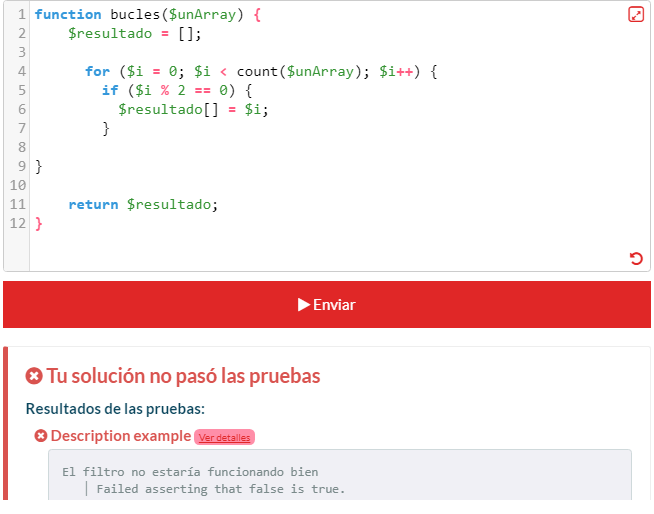 1 function bucles($unArray) {
2 $resultado = [];
3
4 for ($i = 0; $i < count($unArray); $i++) {
5 if ($i % 2 == 0) {
6 $resultado[] = $i;
7 }
8
9 }
10
11 return $resultado;
12 }
Enviar
Tu solución no pasó las pruebas
Resultados de las pruebas:
Description example Ver detalles
El filtro no estaría funcionando bien
| Failed asserting that false is true.